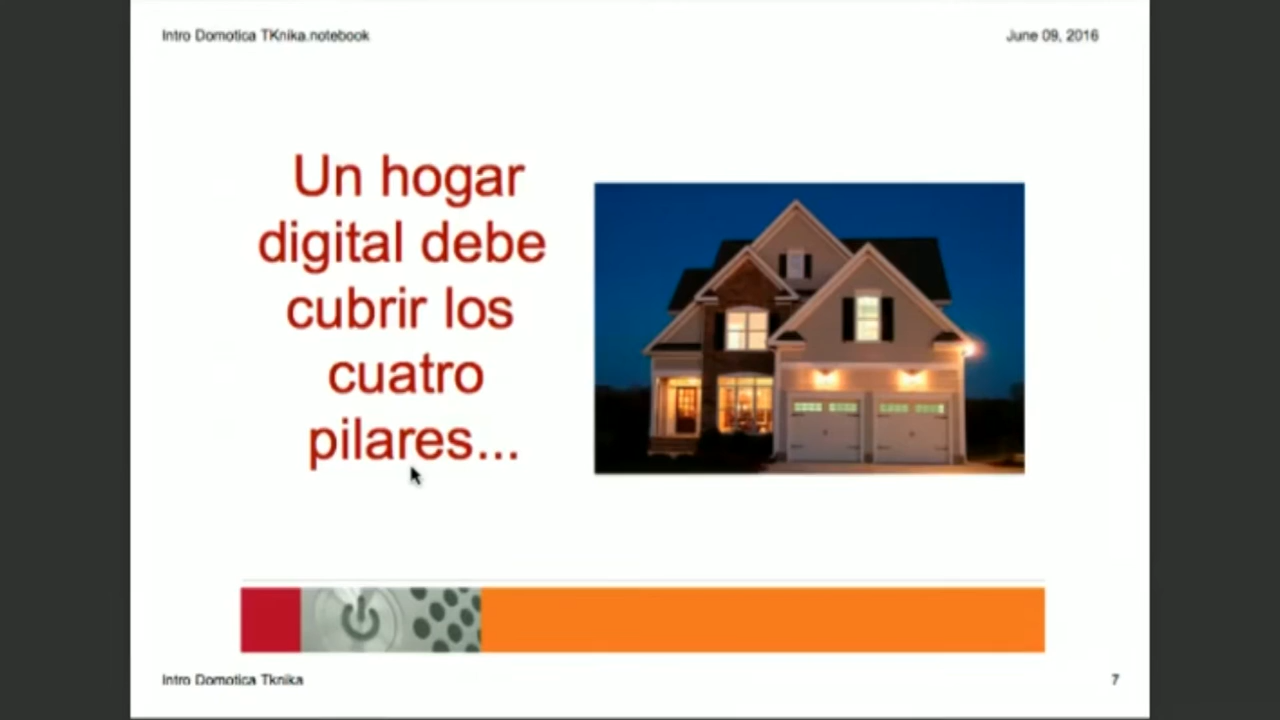 Intro Domotica TKnika.notebook
June 09, 2016
Un hogar
digital debe
cubrir los
cuatro
pilares...
Intro Domotica Tknika
7